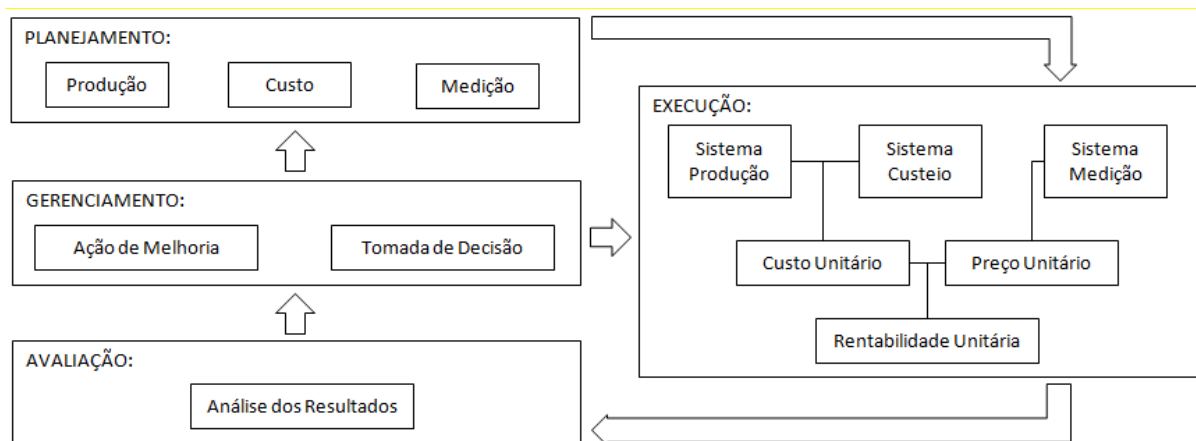 PLANEJAMENTO:
Produção
Custo
Medição
EXECUÇÃO:
Sistema
Produção
Sistema
Custeio
Sistema
Medição
Custo Unitário
Preço Unitário
Rentabilidade Unitária
GERENCIAMENTO:
Ação de Melhoria
Tomada de Decisão
AVALIAÇÃO:
Análise dos Resultados